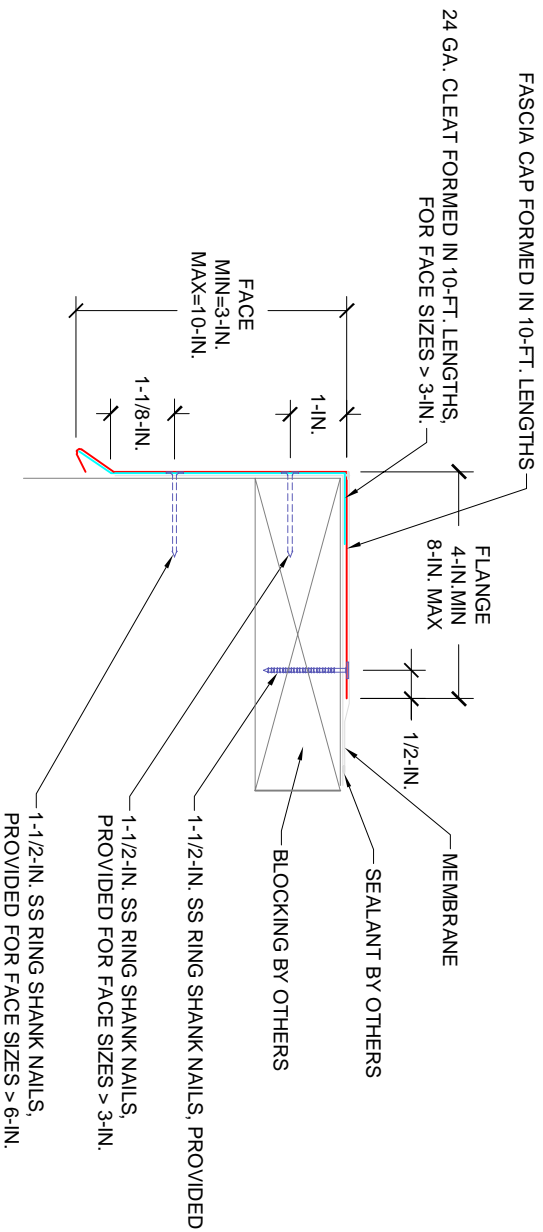 FASCIA CAP FORMED IN 10-FT. LENGTHS
24 GA. CLEAT FORMED IN 10-FT. LENGTHS,
FOR FACE SIZES > 3-IN.
FLANGE
4-IN.MIN
8-IN. MAX
1/2-IN.
FACE
MIN=3-IN.
MAX=10-IN.
1-IN.
1-1/8-IN.
MEMBRANE
SEALANT BY OTHERS
BLOCKING BY OTHERS
1-1/2-IN. SS RING SHANK NAILS, PROVIDED
1-1/2-IN. SS RING SHANK NAILS,
PROVIDED FOR FACE SIZES > 3-IN.
1-1/2-IN. SS RING SHANK NAILS,
PROVIDED FOR FACE SIZES > 6-IN.